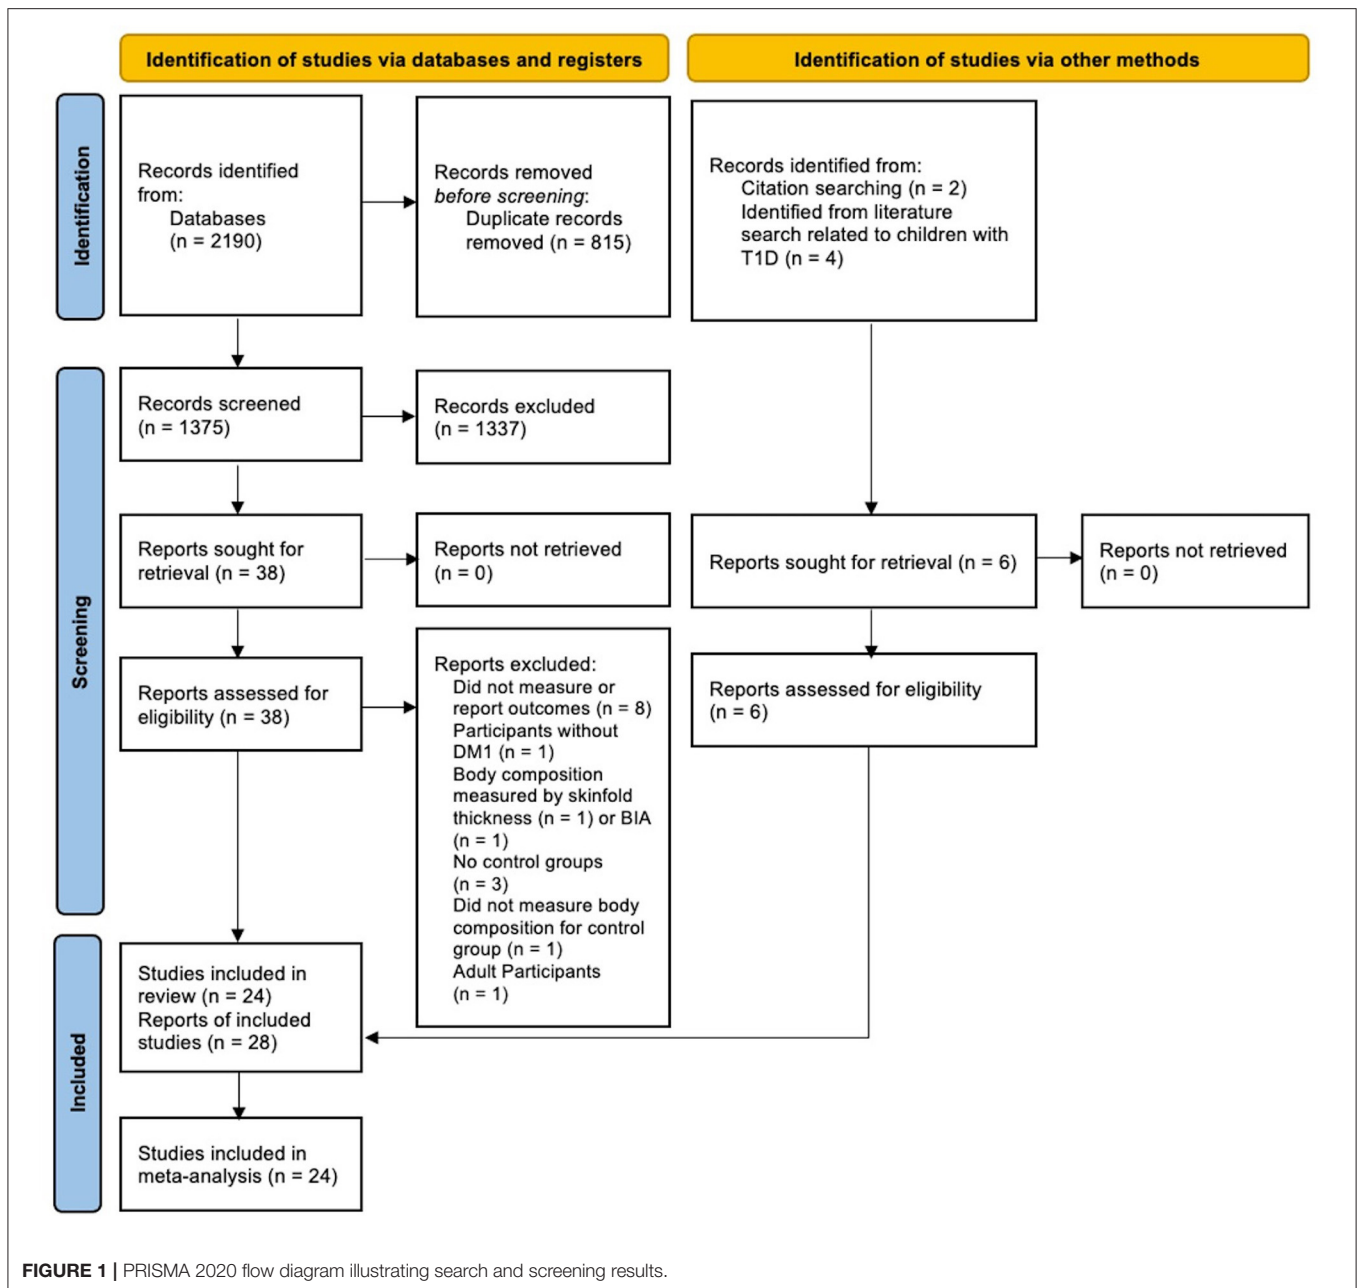 Identification of studies via databases and registers
Identification of studies via other methods
Identification
Records identified
from:
Databases
(n = 2190)
Records removed
before screening:
Duplicate records
removed (n = 815)
Records identified from:
Citation searching (n = 2)
Identified from literature
search related to children with
T1D (n = 4)
Screening
Records screened
(n = 1375)
Records excluded
(n = 1337)
Reports sought for
retrieval (n = 38)
Reports not retrieved
(n = 0)
Reports sought for retrieval (n = 6)
Reports not retrieved
(n = 0)
Reports assessed for
eligibility (n = 38)
Reports excluded:
Did not measure or
report outcomes (n = 8)
Participants without
DM1 (n = 1)
Body composition
measured by skinfold
thickness (n = 1) or BIA
(n = 1)
No control groups
(n = 3)
Did not measure body
composition for control
group (n = 1)
Adult Participants
(n = 1)
Reports assessed for eligibility
(n = 6)
Included
Studies included in
review (n = 24)
Reports of included
studies (n = 28)
Studies included in
meta-analysis (n = 24)
FIGURE 1 | PRISMA 2020 flow diagram illustrating search and screening results.